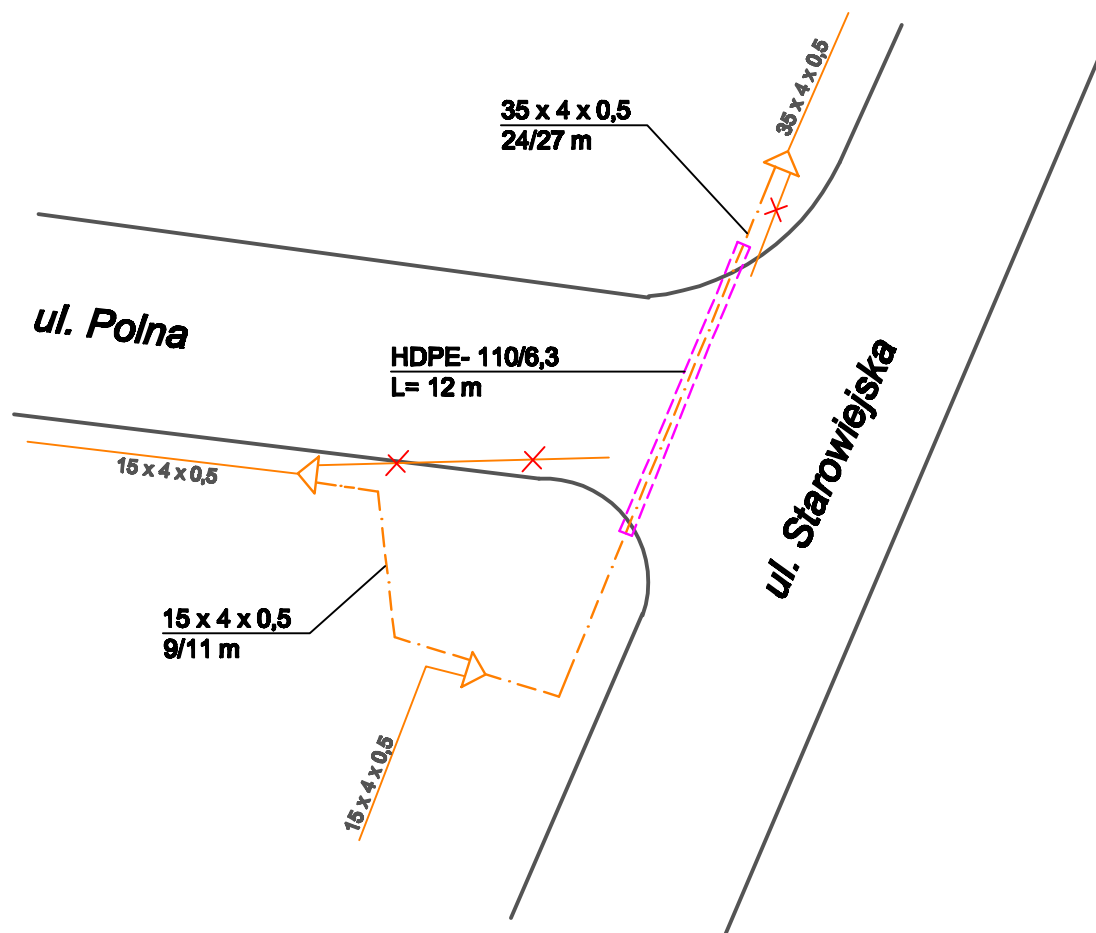 35 x 4 x 0,5
35 x 4 x 0,5
24/27 m
ul. Polna
HDPE- 110/6,3
L= 12 m
ul. Starowiejska
15 x 4 x 0,5
15 x 4 x 0,5
9/11 m
15 x 4 x 0,5